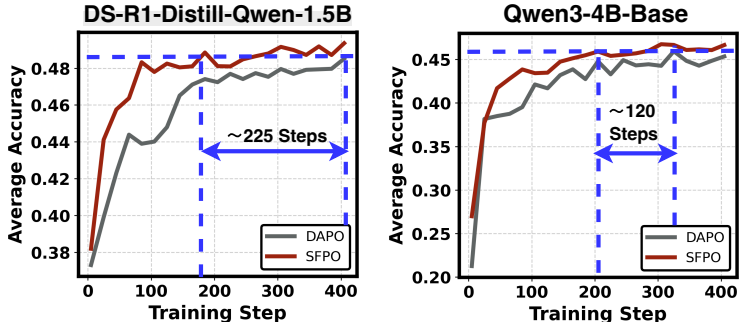 DS-R1-Distill-Qwen-1.5B
Average Accuracy
0.48
0.46
0.44
0.42
0.40
0.38
~225 Steps
DAPO
SFPO
0
100
200
300
400
Training Step
Qwen3-4B-Base
Average Accuracy
0.45
0.40
0.35
0.30
0.25
0.20
~120
Steps
DAPO
SFPO
0
100
200
300
400
Training Step